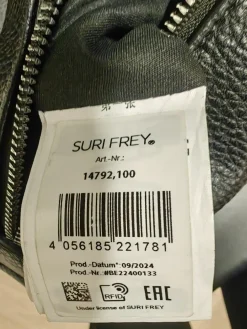 SURI FREY®
Art.-Nr.:
14792,100
4 056185 221781
Prod.-Datum*:09/2024
Prod.-Nr.:#BE22400133
RFID
EAC
Under license of SURI FREY